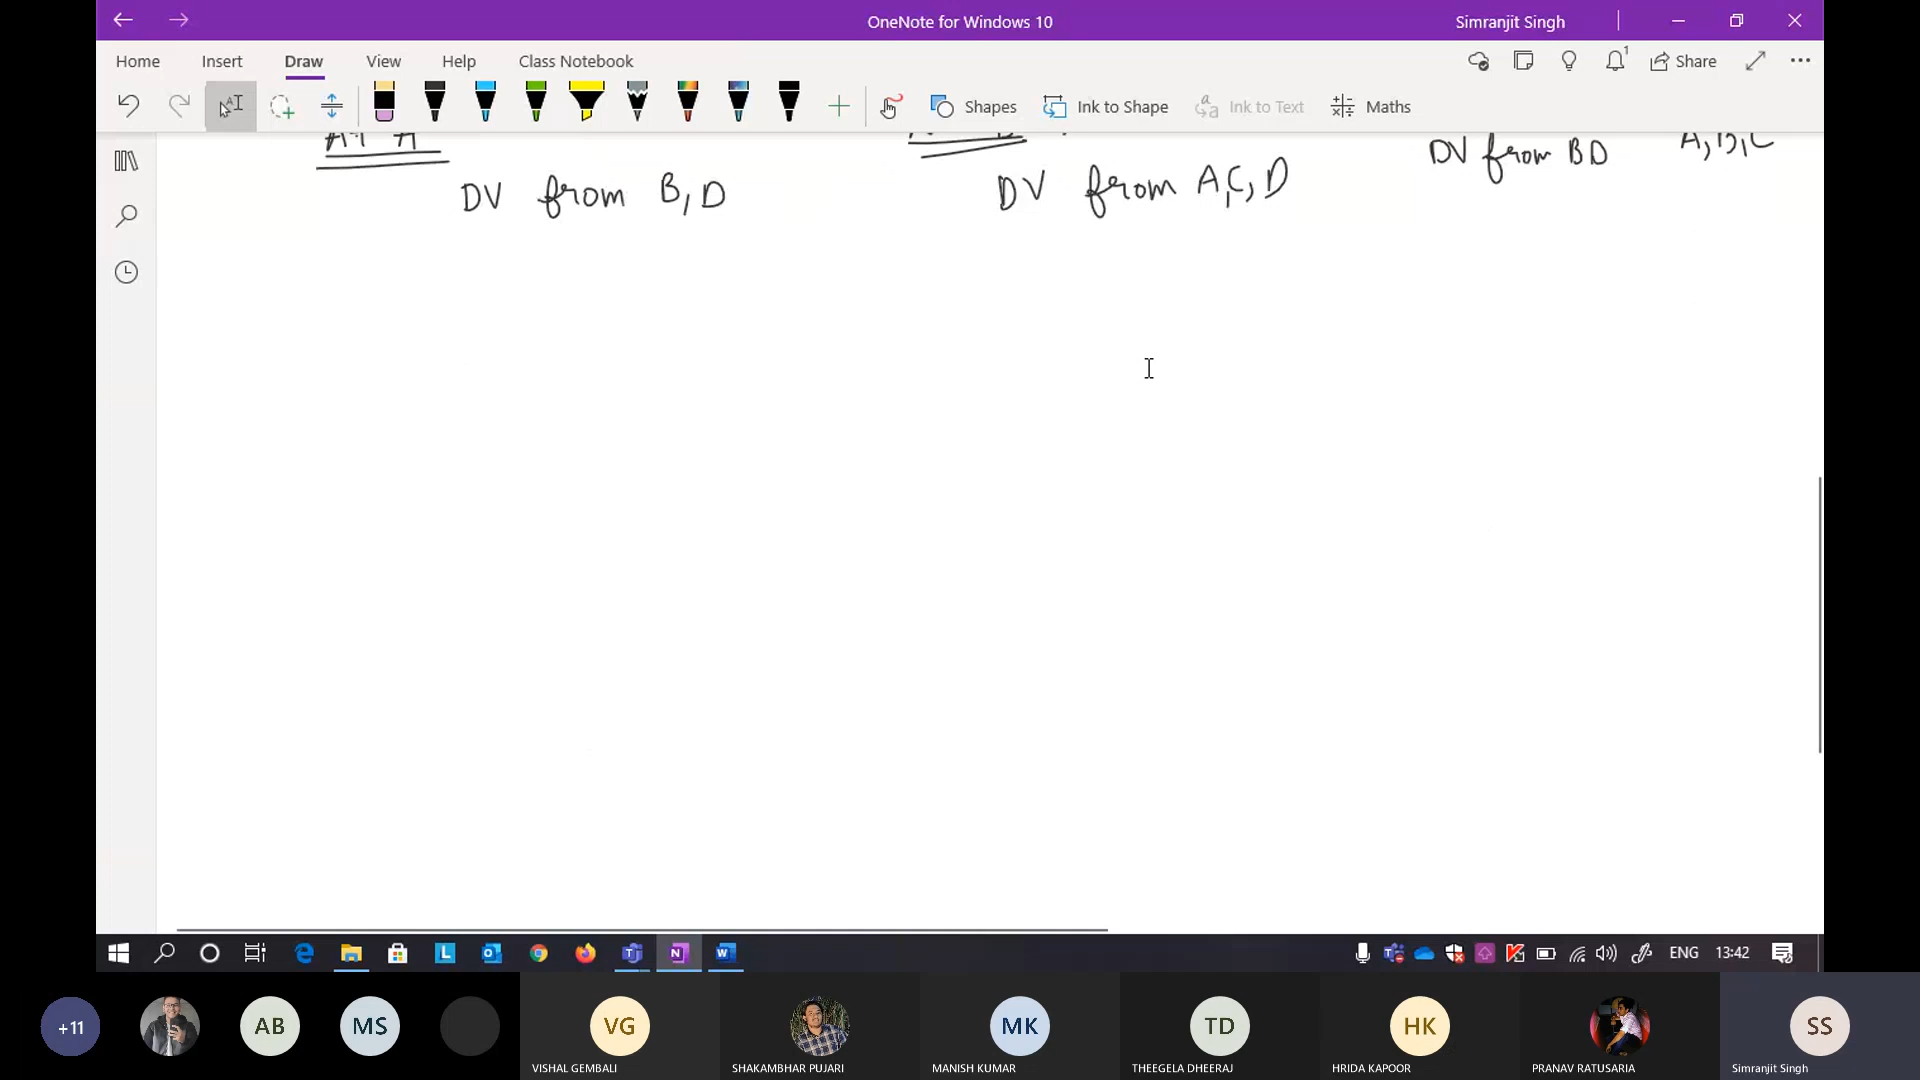 OneNote for Windows 10
Simranjit Singh
Home Insert Draw View Help Class Notebook
1
Share
Shapes Ink to Shape Ink to Text Maths
DV from B, D
DV from A, C, D
DV from BD
A, B, C
ENG 13:42
+11 AB MS
VG MK TD HK SS
VISHAL GEMBALI SHAKAMBHAR PUJARI MANISH KUMAR THEEGELA DHEERAJ HRIDA KAPOOR PRANAV RATUSARIA Simranjit Singh